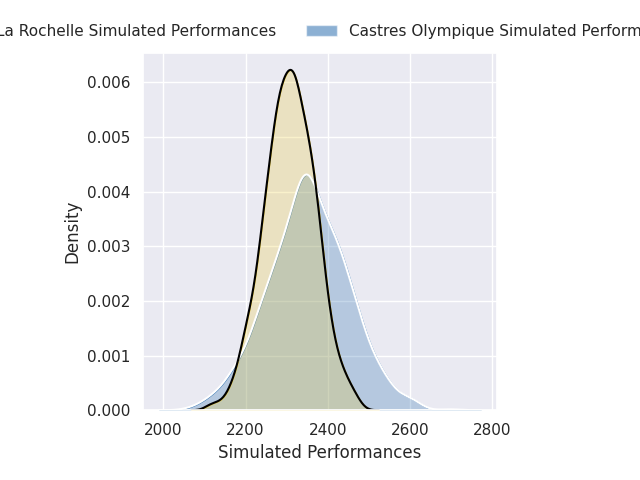 La Rochelle Simulated Performances
Castres Olympique Simulated
0.006
0.005
0.004
0.003
0.002
0.001
0.000
Density
2000 2200 2400 2600 2800
Simulated Performances